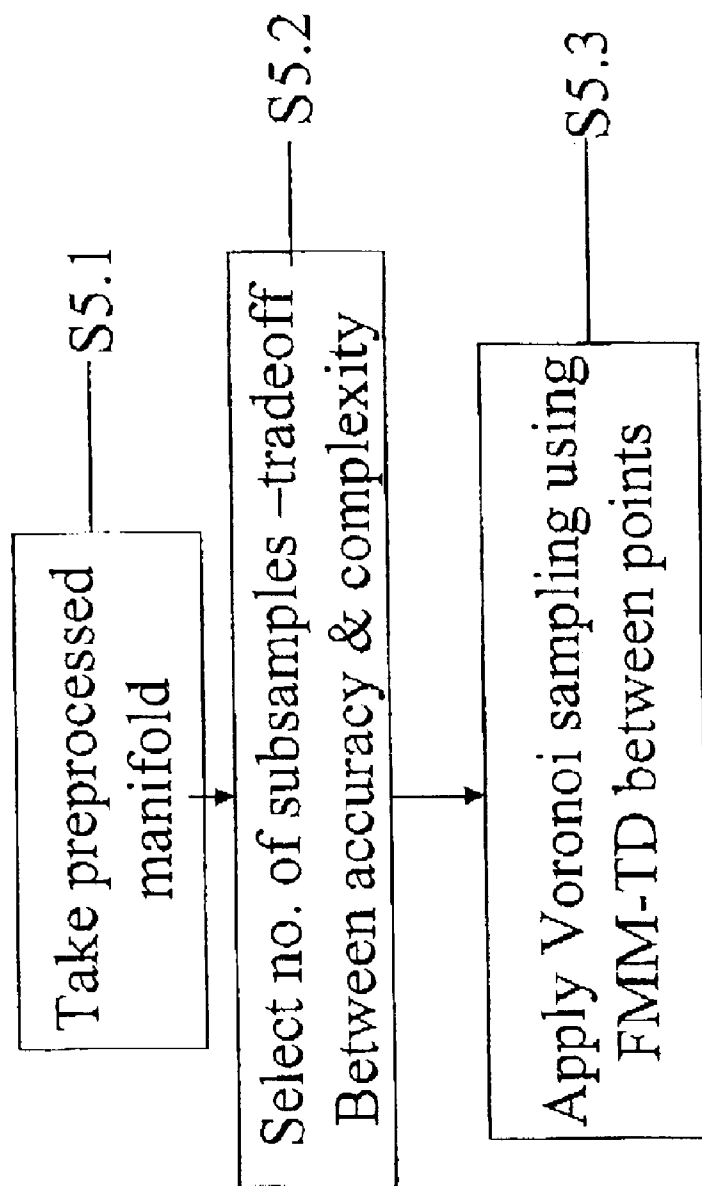 Take preprocessed
manifold
S5.1
Select no. of subsamples –tradeoff
Between accuracy & complexity
S5.2
Apply Voronoi sampling using
FMM-TD between points
S5.3